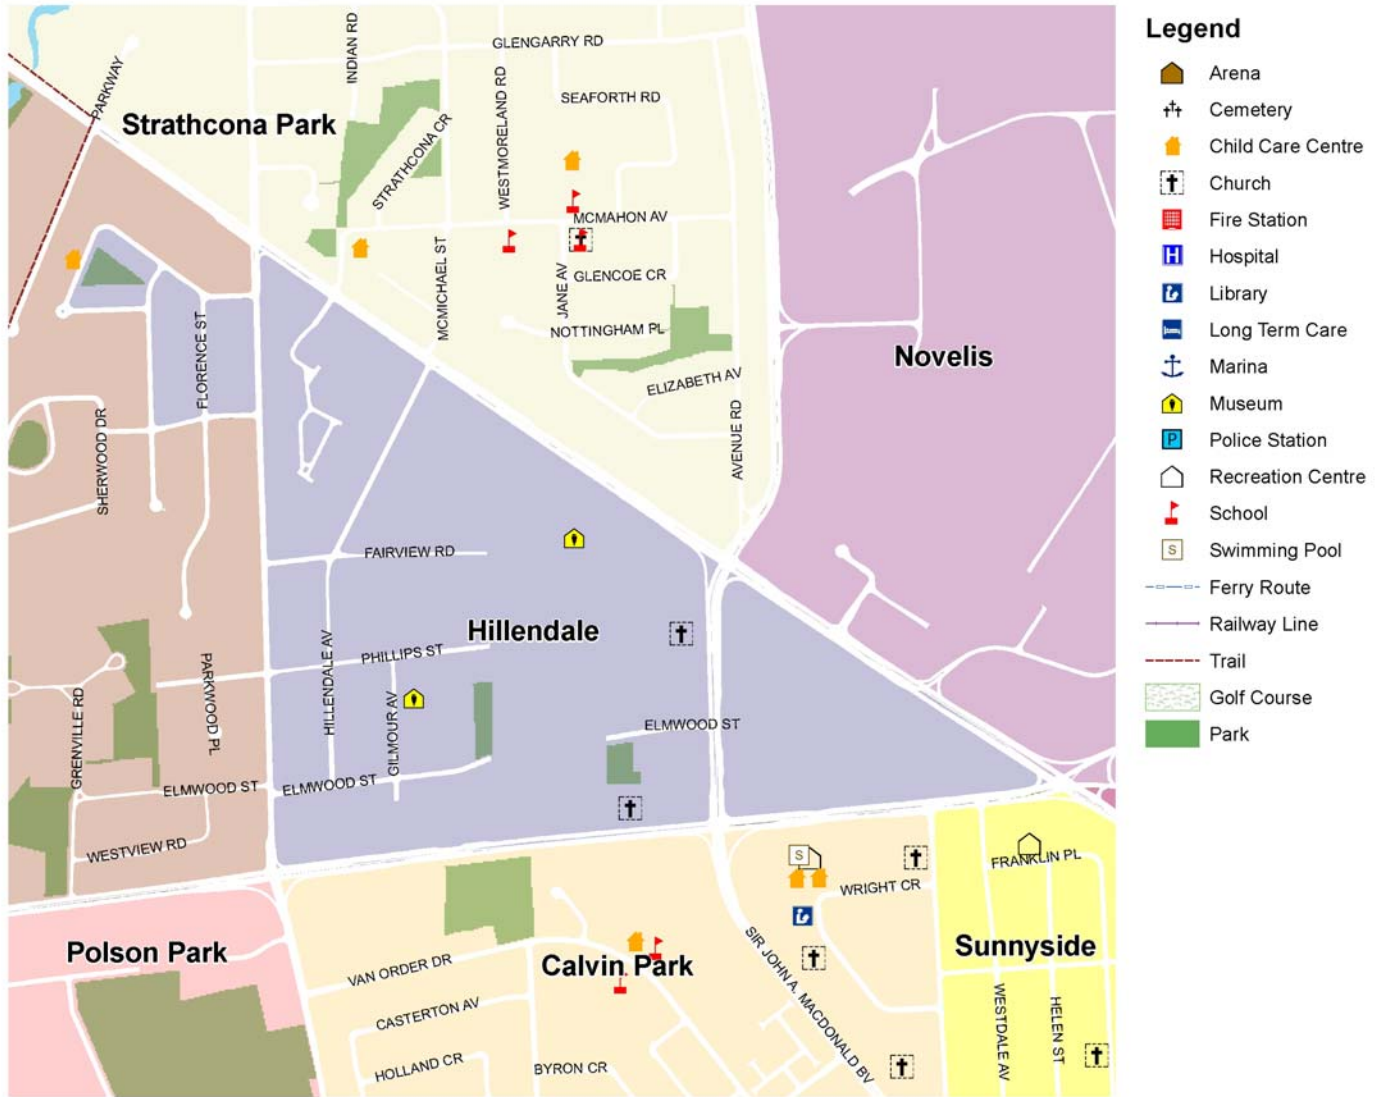 INDIAN RD
GLENGARRY RD
PARKWAY
WESTMORELAND RD
SEAFORTH RD
Strathcona Park
STRATHCONA CR
MCMAHON AV
MCMICHAEL ST
JANE AV
GLENCOE CR
NOTTINGHAM PL
FLORENCE ST
Novelis
ELIZABETH AV
SHERWOOD DR
AVENUE RD
FAIRVIEW RD
Hillendale
HILLENDALE AV
PHILLIPS ST
PARKWOOD PL
GRENVILLE RD
GILMOUR AV
ELMWOOD ST
ELMWOOD ST
ELMWOOD ST
WESTVIEW RD
S
FRANKLIN PL
WRIGHT CR
Polson Park
VAN ORDER DR
Calvin Park
SIR JOHN A. MACDONALD BV
Sunnyside
CASTERTON AV
WESTDALE AV
HELEN ST
HOLLAND CR
BYRON CR
Legend
Arena
Cemetery
Child Care Centre
Church
Fire Station
H Hospital
Library
Long Term Care
Marina
Museum
P Police Station
Recreation Centre
School
S Swimming Pool
Ferry Route
Railway Line
Trail
Golf Course
Park